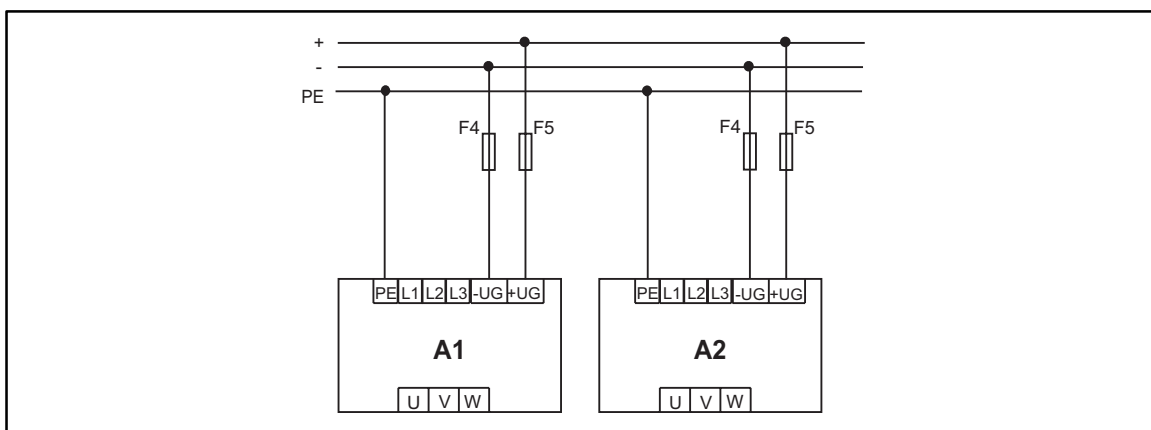 +
-
PE
F4 F5 F4 F5
PE L1 L2 L3 -UG +UG PE L1 L2 L3 -UG +UG
A1 A2
U V W U V W